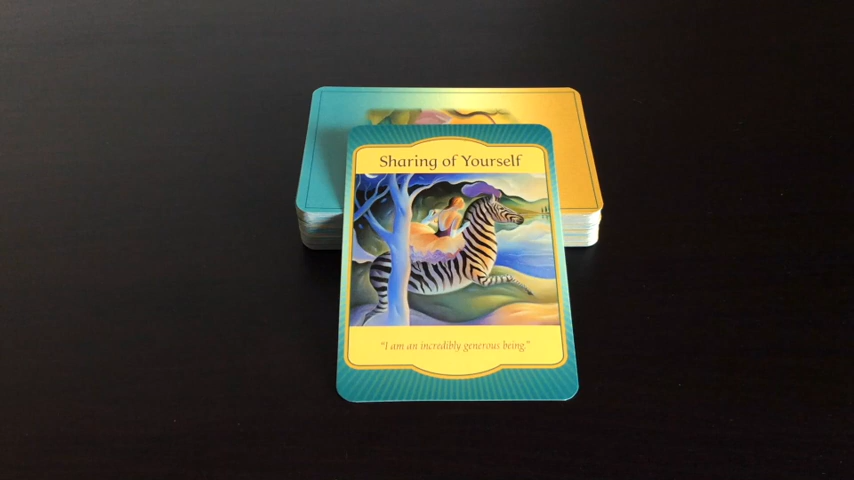 Sharing of Yourself
“I am an incredibly generous being.”